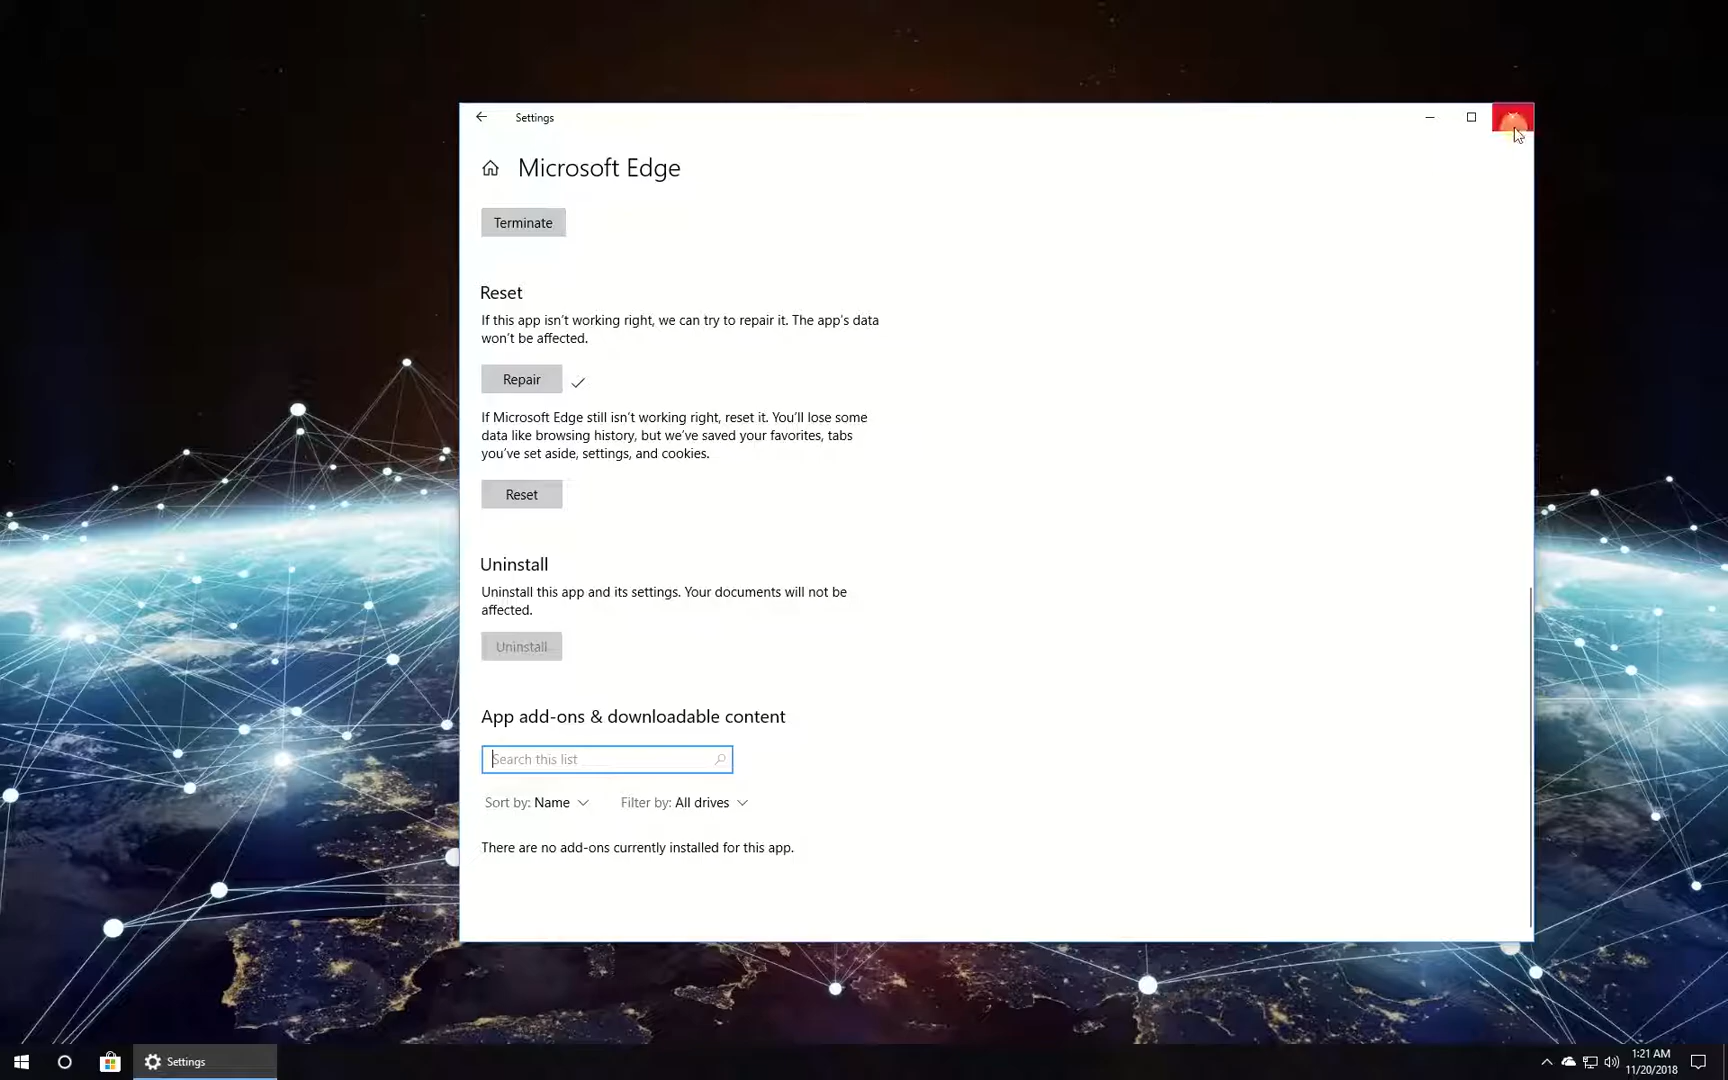 Settings
Microsoft Edge
Terminate
Reset
If this app isn't working right, we can try to repair it. The app's data
won't be affected.
Repair
If Microsoft Edge still isn't working right, reset it. You'll lose some
data like browsing history, but we've saved your favorites, tabs
you've set aside, settings, and cookies.
Reset
Uninstall
Uninstall this app and its settings. Your documents will not be
affected.
Uninstall
App add-ons & downloadable content
Search this list
Sort by: Name Filter by: All drives
There are no add-ons currently installed for this app.
Settings
1:21 AM
11/20/2018